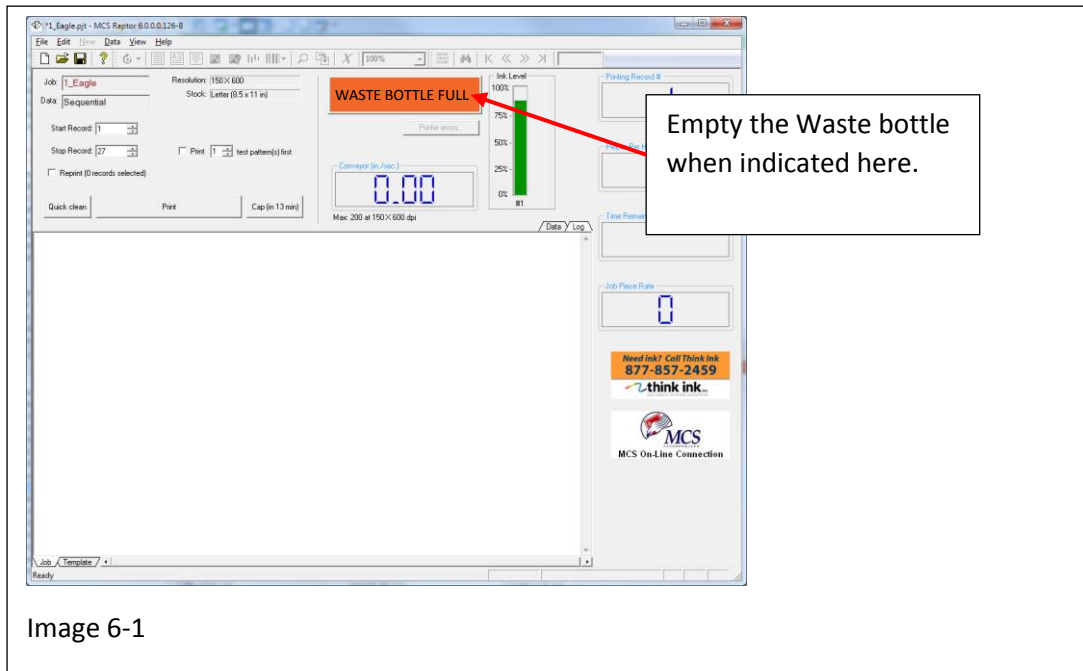 *1_Eagle.pjt - MCS Raptor 6.0.0.0.126-B
File Edit View Data View Help
100%
Job: 1_Eagle
Data: Sequential
Resolution: 150 X 600
Stock: Letter (8.5 x 11 in)
Start Record: 1
Stop Record: 27
Print 1 test pattern(s) first
Reprint (0 records selected)
Quick clean
Print
Cap (in 13 min)
WASTE BOTTLE FULL
Printer errors...
Conveyor (in./sec.)
0.00
Max: 200 at 150 X 600 dpi
Ink Level
100%
75%
50%
25%
0%
#1
Data Log
Printing Record #
Empty the Waste bottle
when indicated here.
Time Remai
Job Piece Rate
0
Need ink? Call Think Ink
877-857-2459
think ink
MCS
MCS On-Line Connection
Job Template
Ready
Image 6-1